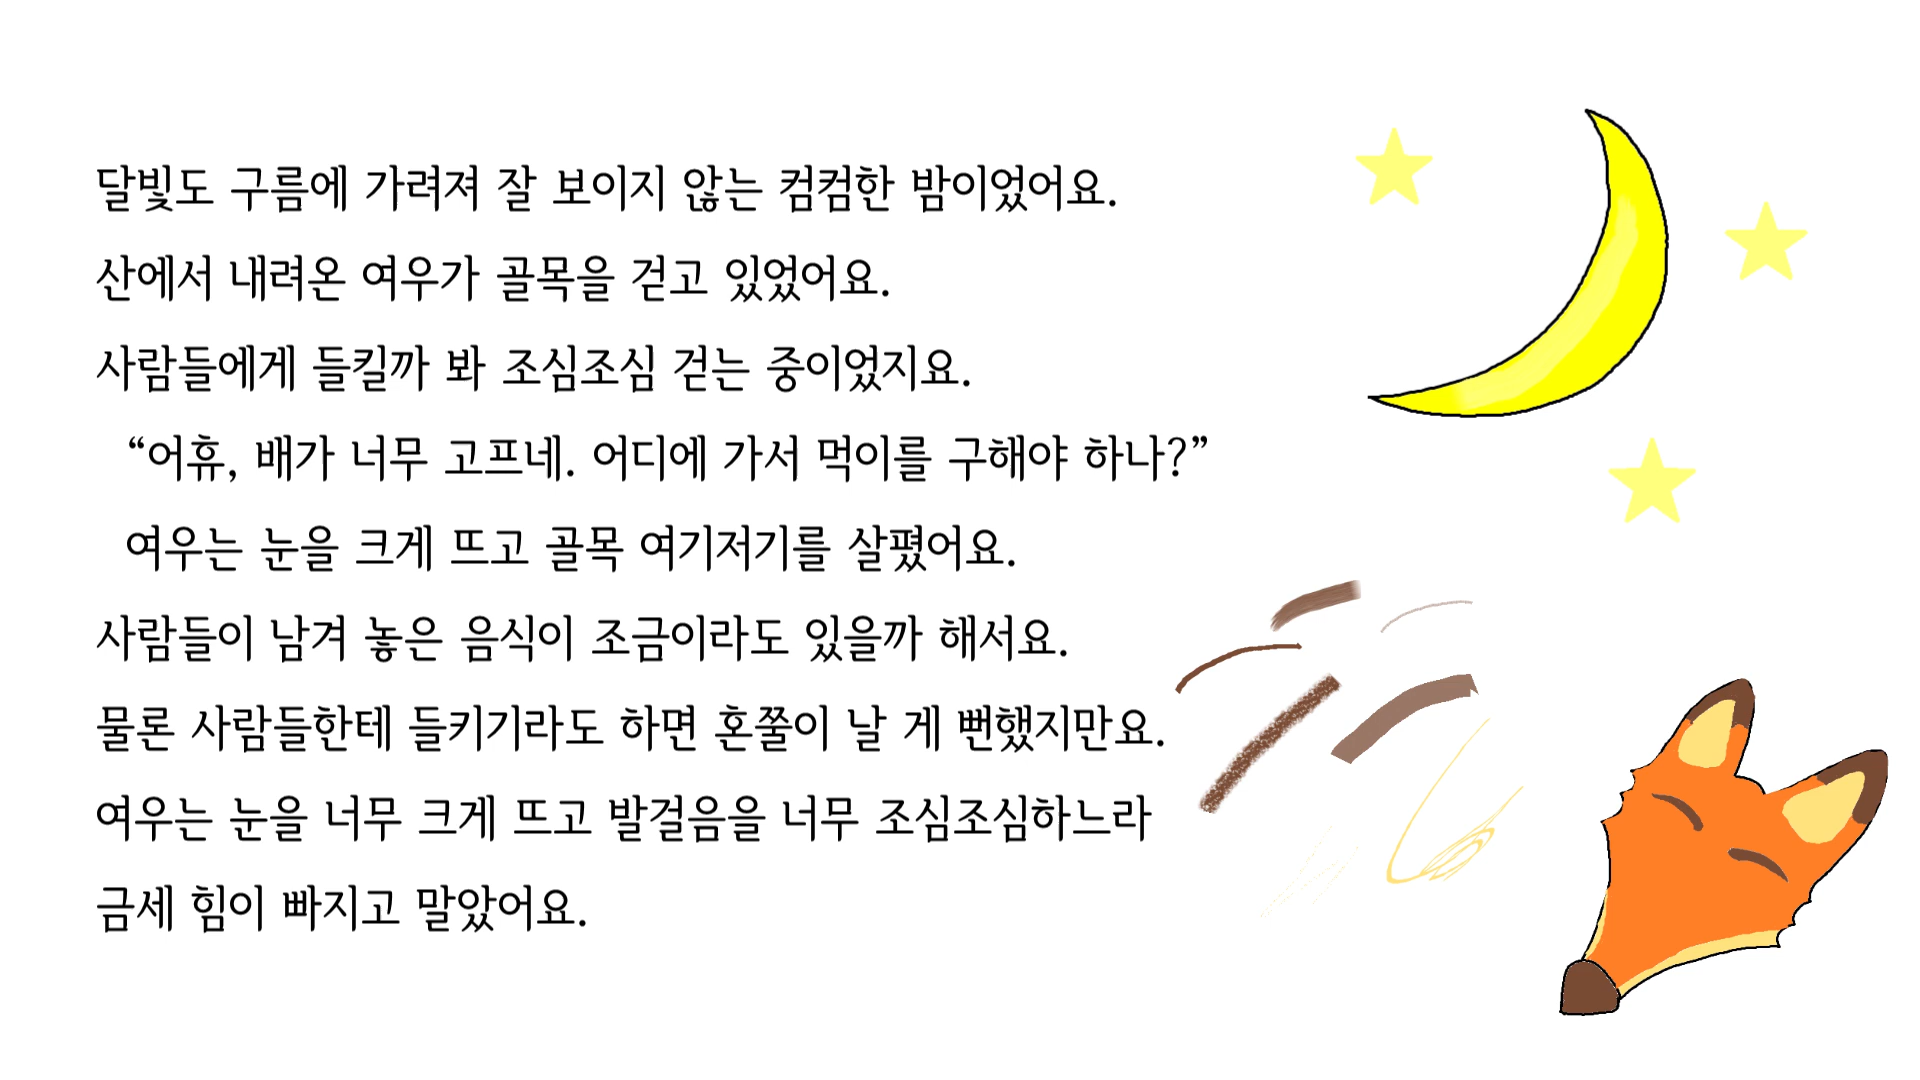 달빛도 구름에 가려져 잘 보이지 않는 컴컴한 밤이었어요.
산에서 내려온 여우가 골목을 걷고 있었어요.
사람들에게 들킬까 봐 조심조심 걷는 중이었지요.
“어휴, 배가 너무 고프네. 어디에 가서 먹이를 구해야 하나?”
여우는 눈을 크게 뜨고 골목 여기저기를 살폈어요.
사람들이 남겨 놓은 음식이 조금이라도 있을까 해서요.
물론 사람들한테 들키기라도 하면 혼쭐이 날 게 뻔했지만요.
여우는 눈을 너무 크게 뜨고 발걸음을 너무 조심조심하느라
금세 힘이 빠지고 말았어요.